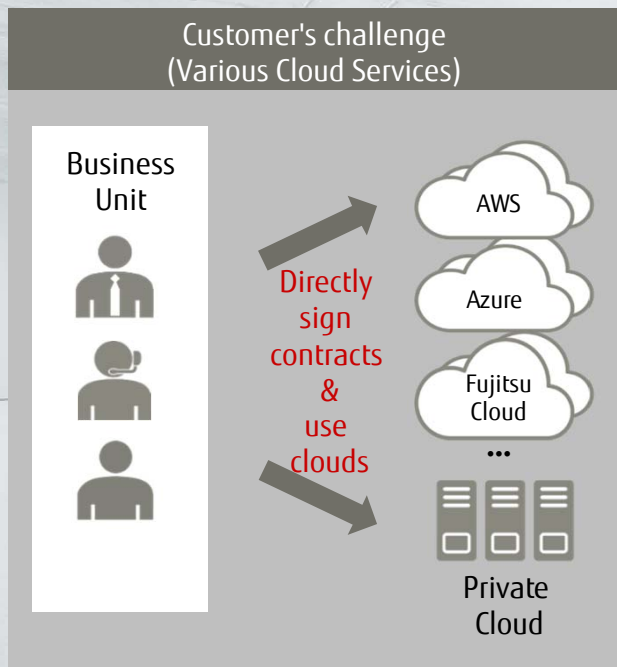 Customer's challenge
(Various Cloud Services)
Business
Unit
Directly
sign
contracts
&
use
clouds
AWS
Azure
Fujitsu
Cloud
...
Private
Cloud